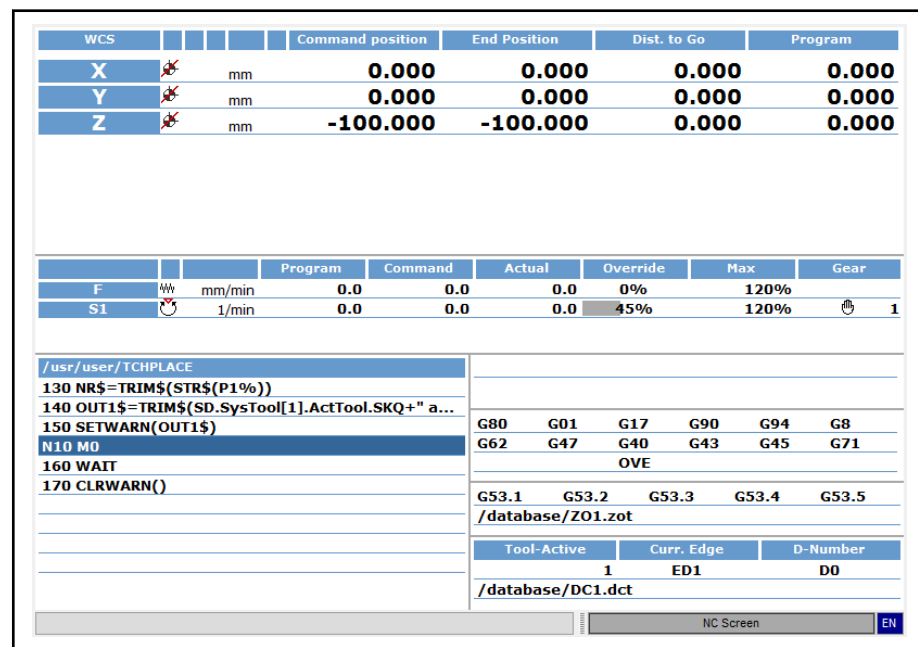 WCS Command position End Position Dist. to Go Program
X mm 0.000 0.000 0.000 0.000
Y mm 0.000 0.000 0.000 0.000
Z mm -100.000 -100.000 0.000 0.000
Program Command Actual Override Max Gear
F mm/min 0.0 0.0 0.0 0% 120%
S1 1/min 0.0 0.0 0.0 45% 120% 1
/usr/user/TCHPLACE
130 NR$=TRIM$(STR$(P1%))
140 OUT1$=TRIM$(SD.SysTool[1].ActTool.SKQ+" a...
150 SETWARN(OUT1$)
N10 M0
160 WAIT
170 CLRWARN()
G80 G01 G17 G90 G94 G8
G62 G47 G40 G43 G45 G71
OVE
G53.1 G53.2 G53.3 G53.4 G53.5
/database/ZO1.zot
Tool-Active Curr. Edge D-Number
1 ED1 D0
/database/DC1.dct
NC Screen EN